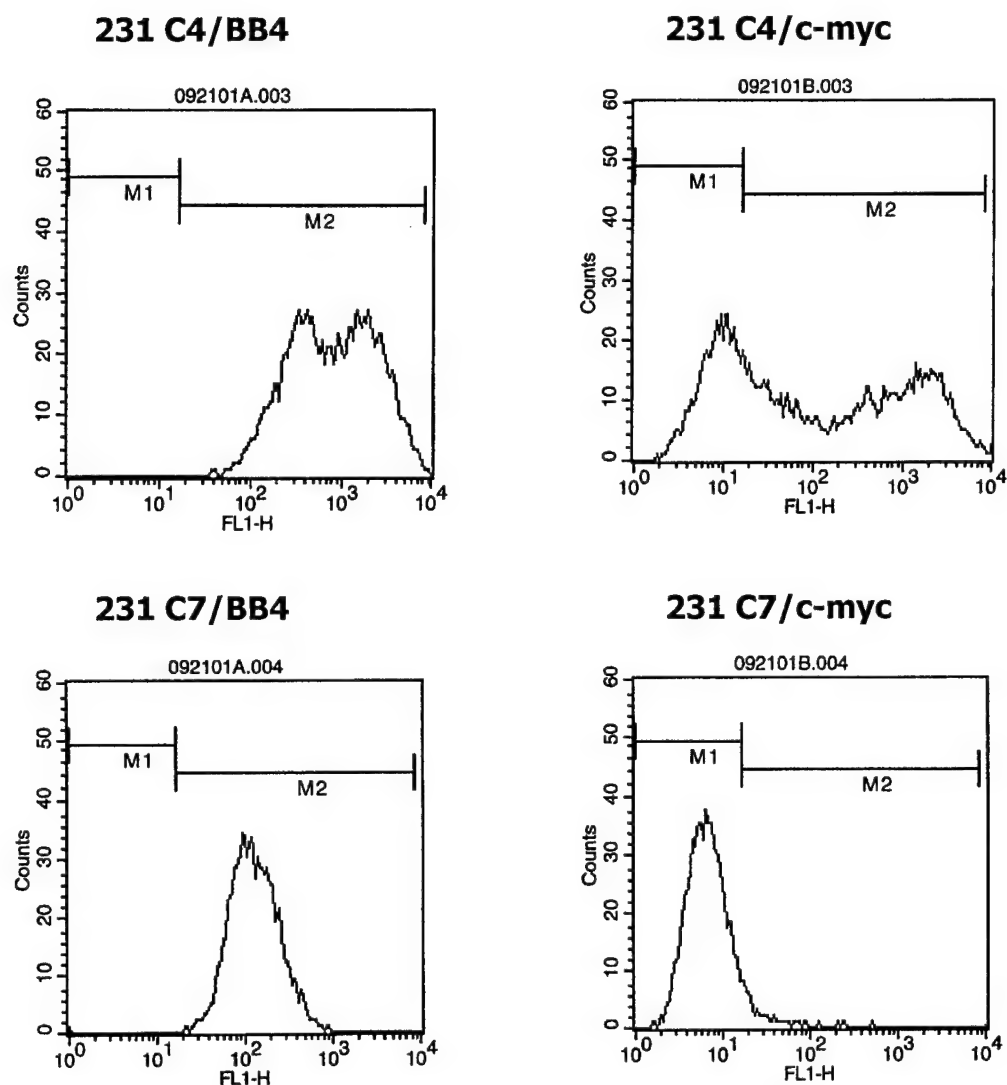 231 C4/BB4
092101A.003
60
50
40
30
20
10
0
Counts
M1
M2
10^0 10^1 10^2 10^3 10^4
FL1-H
231 C4/c-myc
092101B.003
60
50
40
30
20
10
0
Counts
M1
M2
10^0 10^1 10^2 10^3 10^4
FL1-H
231 C7/BB4
092101A.004
60
50
40
30
20
10
0
Counts
M1
M2
10^0 10^1 10^2 10^3 10^4
FL1-H
231 C7/c-myc
092101B.004
60
50
40
30
20
10
0
Counts
M1
M2
10^0 10^1 10^2 10^3 10^4
FL1-H